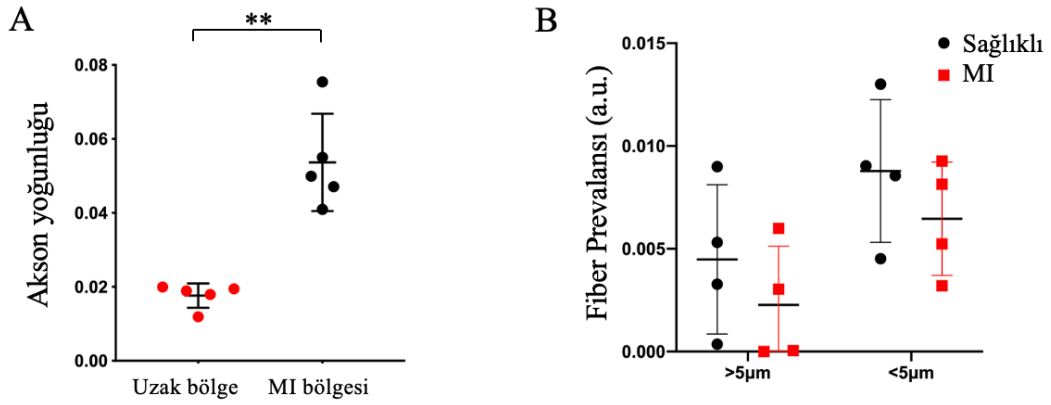 A
**
Akson yoğunluğu
0.08
0.06
0.04
0.02
0.00
Uzak bölge
MI bölgesi
B
Sağlıklı
MI
Fiber Prevalansı (a.u.)
0.015
0.010
0.005
0.000
>5µm
<5µm